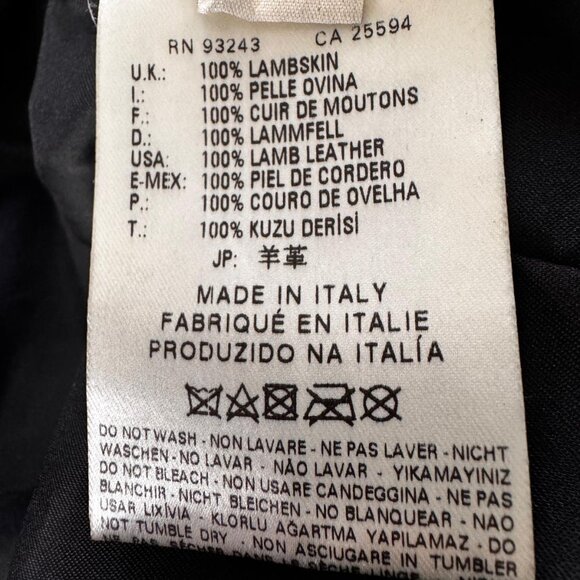 RN 93243 CA 25594
U.K.: 100% LAMBSKIN
I.: 100% PELLE OVINA
F.: 100% CUIR DE MOUTONS
D.: 100% LAMMFELL
USA: 100% LAMB LEATHER
E-MEX: 100% PIEL DE CORDERO
P.: 100% COURO DE OVELHA
T.: 100% KUZU DERİSİ
JP: 羊革
MADE IN ITALY
FABRIQUÉ EN ITALIE
PRODUZIDO NA ITALÍA
DO NOT WASH - NON LAVARE - NE PAS LAVER - NICHT
WASCHEN - NO LAVAR - NÃO LAVAR - YIKAMAYINIZ
DO NOT BLEACH - NON USARE CANDEGGINA - NE PAS
BLANCHIR - NICHT BLEICHEN - NO BLANQUEAR - NAO
USAR LIXÍVIA - KLORLU AĞARTMA YAPILAMAZ - DO
NOT TUMBLE DRY - NON ASCIUGARE IN TUMBLER